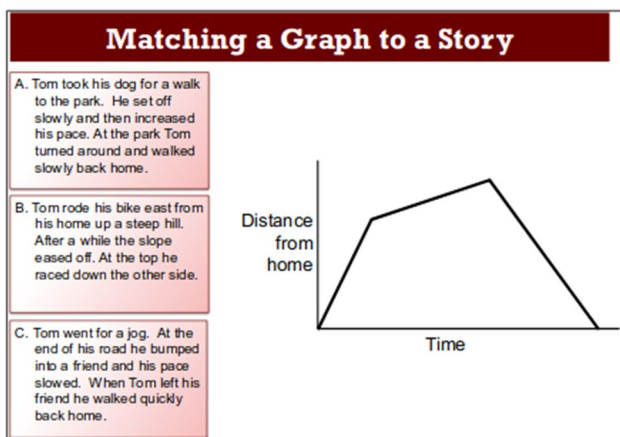 Matching a Graph to a Story
A. Tom took his dog for a walk
to the park. He set off
slowly and then increased
his pace. At the park Tom
turned around and walked
slowly back home.
B. Tom rode his bike east from
his home up a steep hill.
After a while the slope
eased off. At the top he
raced down the other side.
C. Tom went for a jog. At the
end of his road he bumped
into a friend and his pace
slowed. When Tom left his
friend he walked quickly
back home.
Distance
from
home
Time